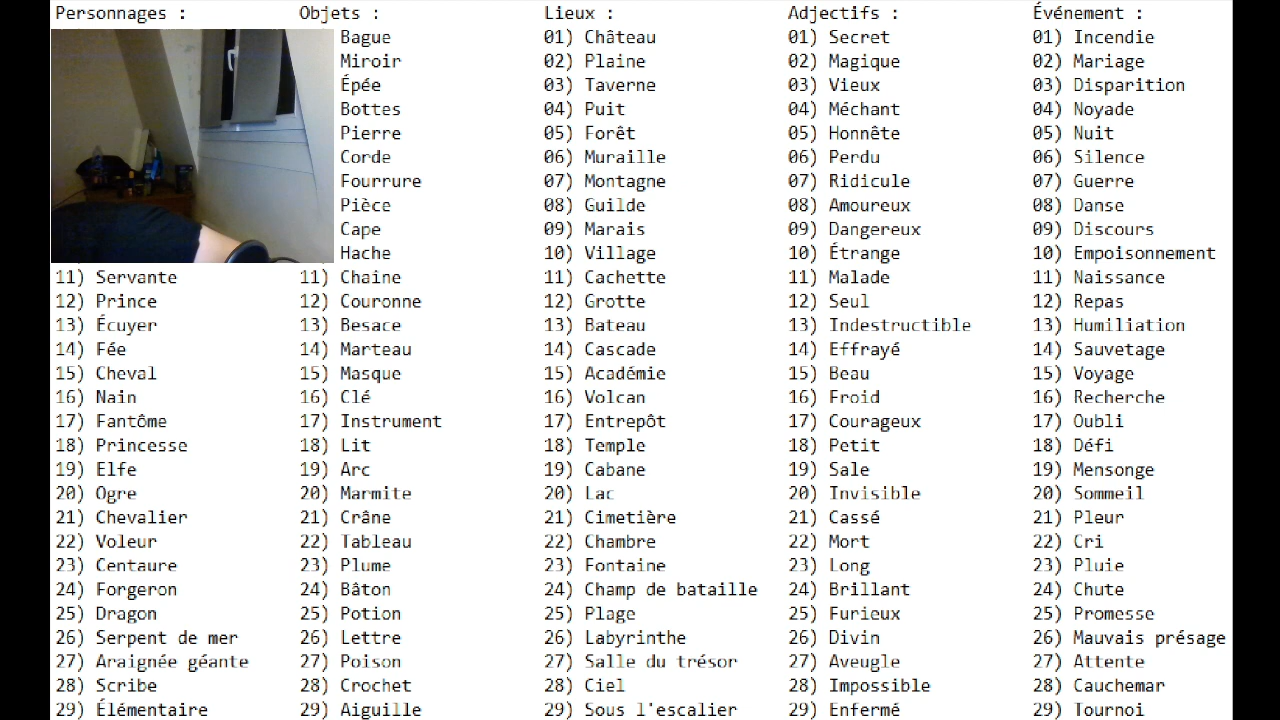 Personnages : Objets : Lieux : Adjectifs : Événement :
Bague 01) Château 01) Secret 01) Incendie
Miroir 02) Plaine 02) Magique 02) Mariage
Épée 03) Taverne 03) Vieux 03) Disparition
Bottes 04) Puit 04) Méchant 04) Noyade
Pierre 05) Forêt 05) Honnête 05) Nuit
Corde 06) Muraille 06) Perdu 06) Silence
Fourrure 07) Montagne 07) Ridicule 07) Guerre
Pièce 08) Guilde 08) Amoureux 08) Danse
Cape 09) Marais 09) Dangereux 09) Discours
Hache 10) Village 10) Étrange 10) Empoisonnement
11) Servante 11) Chaine 11) Cachette 11) Malade 11) Naissance
12) Prince 12) Couronne 12) Grotte 12) Seul 12) Repas
13) Écuyer 13) Besace 13) Bateau 13) Indestructible 13) Humiliation
14) Fée 14) Marteau 14) Cascade 14) Effrayé 14) Sauvetage
15) Cheval 15) Masque 15) Académie 15) Beau 15) Voyage
16) Nain 16) Clé 16) Volcan 16) Froid 16) Recherche
17) Fantôme 17) Instrument 17) Entrepôt 17) Courageux 17) Oubli
18) Princesse 18) Lit 18) Temple 18) Petit 18) Défi
19) Elfe 19) Arc 19) Cabane 19) Sale 19) Mensonge
20) Ogre 20) Marmite 20) Lac 20) Invisible 20) Sommeil
21) Chevalier 21) Crâne 21) Cimetière 21) Cassé 21) Pleur
22) Voleur 22) Tableau 22) Chambre 22) Mort 22) Cri
23) Centaure 23) Plume 23) Fontaine 23) Long 23) Pluie
24) Forgeron 24) Bâton 24) Champ de bataille 24) Brillant 24) Chute
25) Dragon 25) Potion 25) Plage 25) Furieux 25) Promesse
26) Serpent de mer 26) Lettre 26) Labyrinthe 26) Divin 26) Mauvais présage
27) Araignée géante 27) Poison 27) Salle du trésor 27) Aveugle 27) Attente
28) Scribe 28) Crochet 28) Ciel 28) Impossible 28) Cauchemar
29) Élémentaire 29) Aiguille 29) Sous l'escalier 29) Enfermé 29) Tournoi